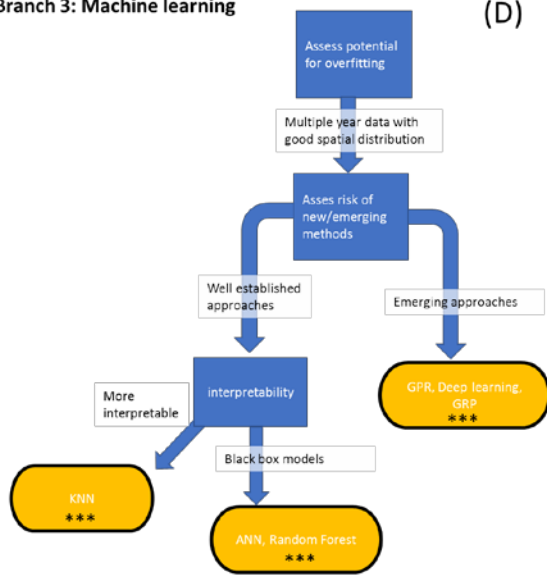 Branch 3: Machine learning
(D)
Assess potential
for overfitting
Multiple year data with
good spatial distribution
Asses risk of
new/emerging
methods
Well established
approaches
Emerging approaches
GPR, Deep learning,
GRP
***
interpretability
More
interpretable
Black box models
KNN
***
ANN, Random Forest
***